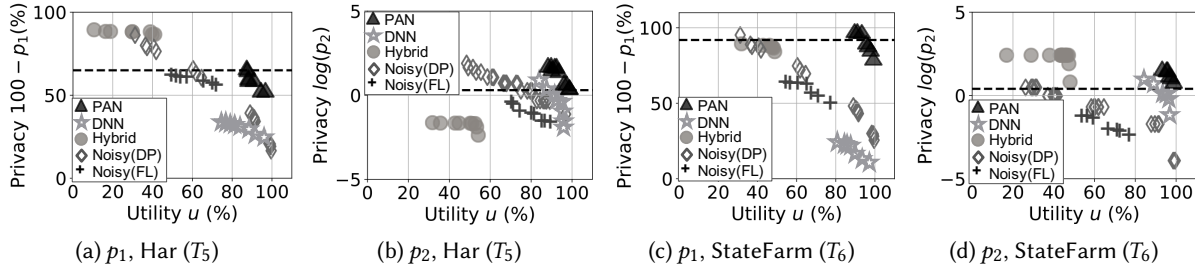 Privacy 100 − p₁(%)
100
50
0
PAN
DNN
Hybrid
Noisy(DP)
Noisy(FL)
0 20 40 60 80 100
Utility u (%)
(a) p₁, Har (T₅)
Privacy log(p₂)
5
0
−5
PAN
DNN
Hybrid
Noisy(DP)
Noisy(FL)
0 20 40 60 80 100
Utility u (%)
(b) p₂, Har (T₅)
Privacy 100 − p₁(%)
100
50
0
PAN
DNN
Hybrid
Noisy(DP)
Noisy(FL)
0 20 40 60 80 100
Utility u (%)
(c) p₁, StateFarm (T₆)
Privacy log(p₂)
5
0
−5
PAN
DNN
Hybrid
Noisy(DP)
Noisy(FL)
0 20 40 60 80 100
Utility u (%)
(d) p₂, StateFarm (T₆)